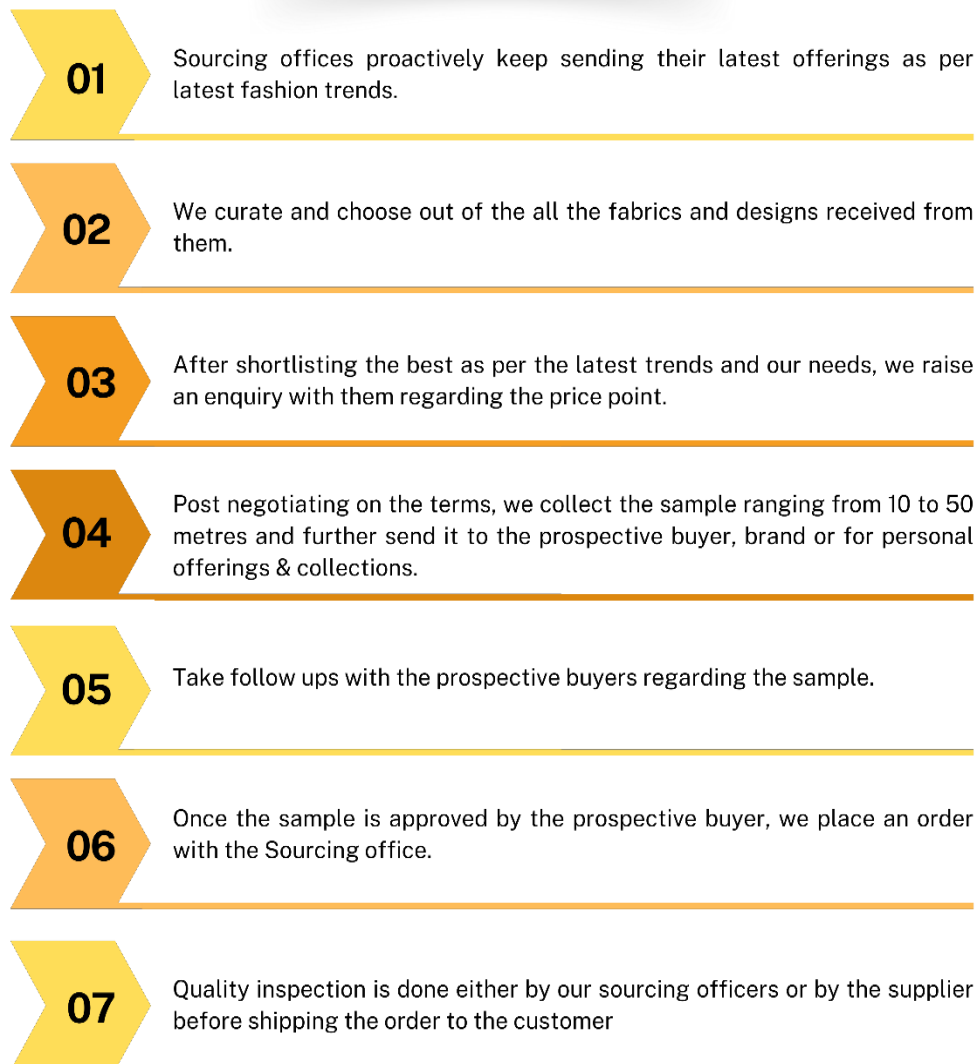 01
Sourcing offices proactively keep sending their latest offerings as per
latest fashion trends.
02
We curate and choose out of the all the fabrics and designs received from
them.
03
After shortlisting the best as per the latest trends and our needs, we raise
an enquiry with them regarding the price point.
04
Post negotiating on the terms, we collect the sample ranging from 10 to 50
metres and further send it to the prospective buyer, brand or for personal
offerings & collections.
05
Take follow ups with the prospective buyers regarding the sample.
06
Once the sample is approved by the prospective buyer, we place an order
with the Sourcing office.
07
Quality inspection is done either by our sourcing officers or by the supplier
before shipping the order to the customer